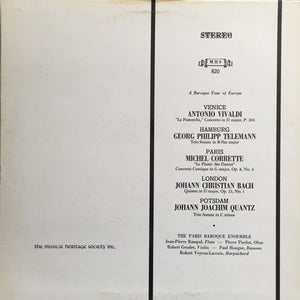 STEREO
MHS
820
A Baroque Tour of Europe
VENICE
ANTONIO VIVALDI
"La Pastorella," Concerto in D major, P. 204
HAMBURG
GEORG PHILIPP TELEMANN
Trio-Sonata in B-flat major
PARIS
MICHEL CORRETTE
"Le Plaisir des Dames"
Concerto Comique in G major, Op. 8, No. 6
LONDON
JOHANN CHRISTIAN BACH
Quintet in D major, Op. 22, No. 1
POTSDAM
JOHANN JOACHIM QUANTZ
Trio-Sonata in C minor
THE PARIS BAROQUE ENSEMBLE
Jean-Pierre Rampal, Flute — Pierre Pierlot, Oboe
Robert Gendre, Violin — Paul Hongne, Bassoon
Robert Veyron-Lacroix, Harpsichord
the musical heritage society inc.